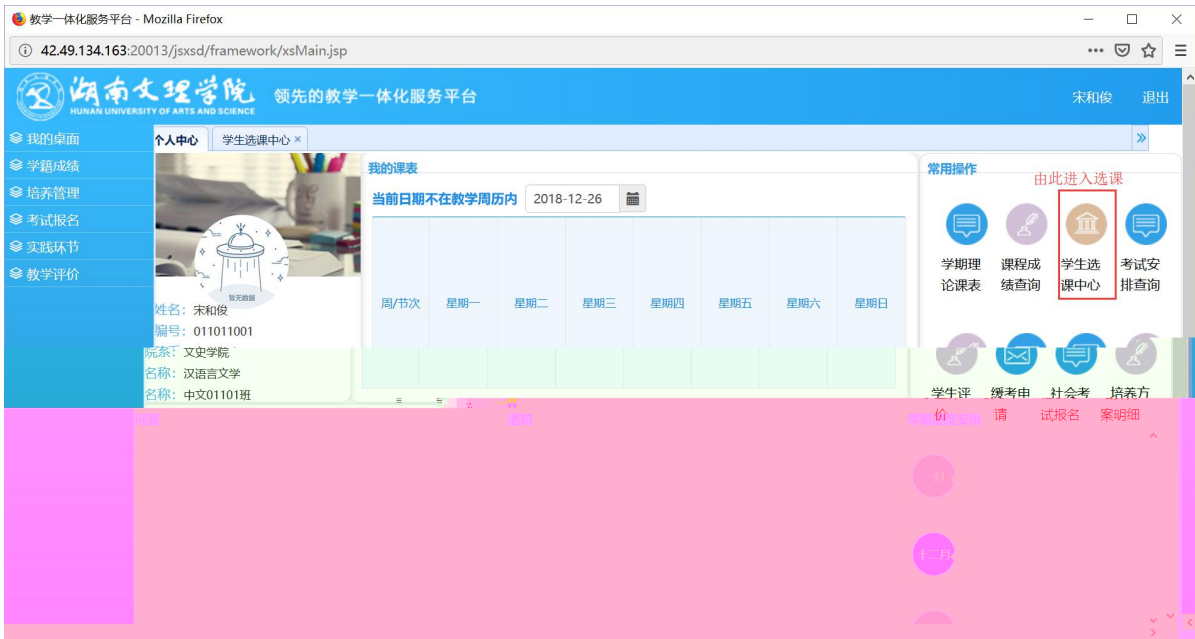 教学一体化服务平台 - Mozilla Firefox
42.49.134.163:20013/jsxsd/framework/xsMain.jsp
湖南文理学院
HUNAN UNIVERSITY OF ARTS AND SCIENCE
领先的教学一体化服务平台
宋和俊 退出
我的桌面
学籍成绩
培养管理
考试报名
实践环节
教学评价
个人中心 学生选课中心 ×
暂无数据
姓名: 宋和俊
编号: 011011001
院系: 文史学院
名称: 汉语言文学
名称: 中文01101班
我的课表
当前日期不在教学周历内 2018-12-26
周/节次 星期一 星期二 星期三 星期四 星期五 星期六 星期日
常用操作
由此进入选课
学期理论课表
课程成绩查询
学生选课中心
考试安排查询
学生评价
缓考申请
社会考试报名
培养方案明细
通知
一月
十二月